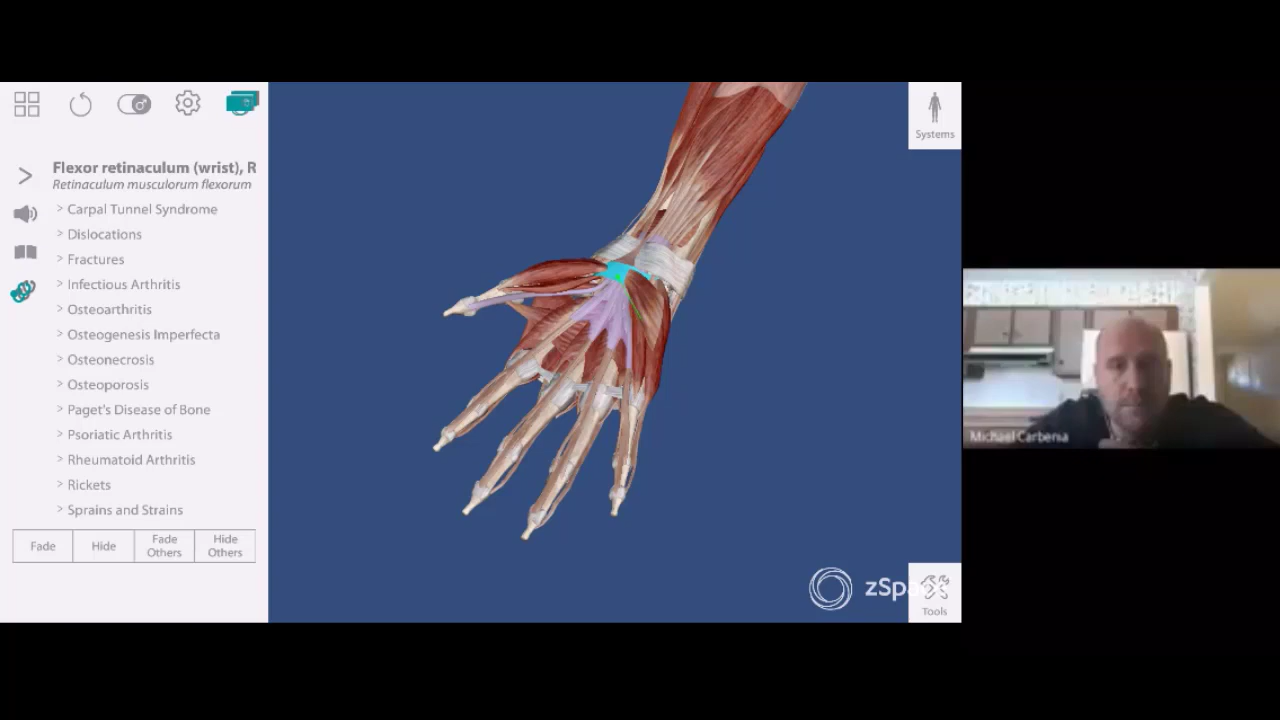 Flexor retinaculum (wrist), R
Retinaculum musculorum flexorum
> Carpal Tunnel Syndrome
> Dislocations
> Fractures
> Infectious Arthritis
> Osteoarthritis
> Osteogenesis Imperfecta
> Osteonecrosis
> Osteoporosis
> Paget's Disease of Bone
> Psoriatic Arthritis
> Rheumatoid Arthritis
> Rickets
> Sprains and Strains
Fade
Hide
Fade
Others
Hide
Others
Systems
zSp
Tools
Michael Carbenia